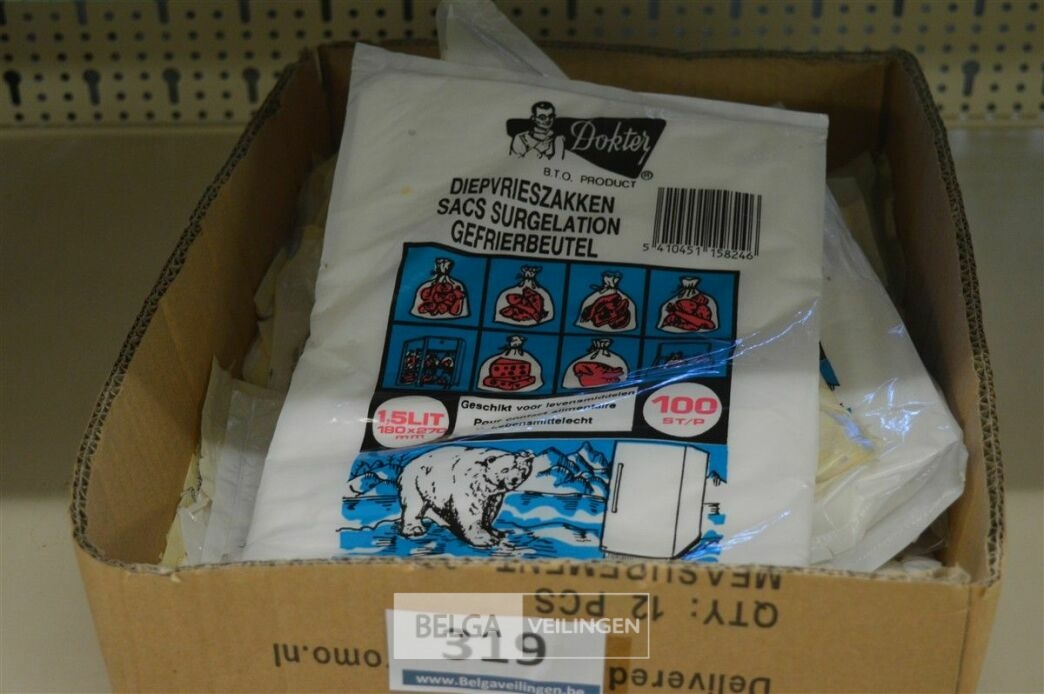 Dokter
®
B.T.O. PRODUCT
DIEPVRIESZAKKEN
SACS SURGELATION
GEFRIERBEUTEL
5 410451 158246
Geschikt voor levensmiddelen
Pour contact alimentaire
Lebensmittelecht
1,5LIT
180x270
mm
100
ST/P
MEASUREMENT
QTY: 12 PCS
BELGA VEILINGEN
319
www.Belgaveilingen.be
Delivered
omo.nl